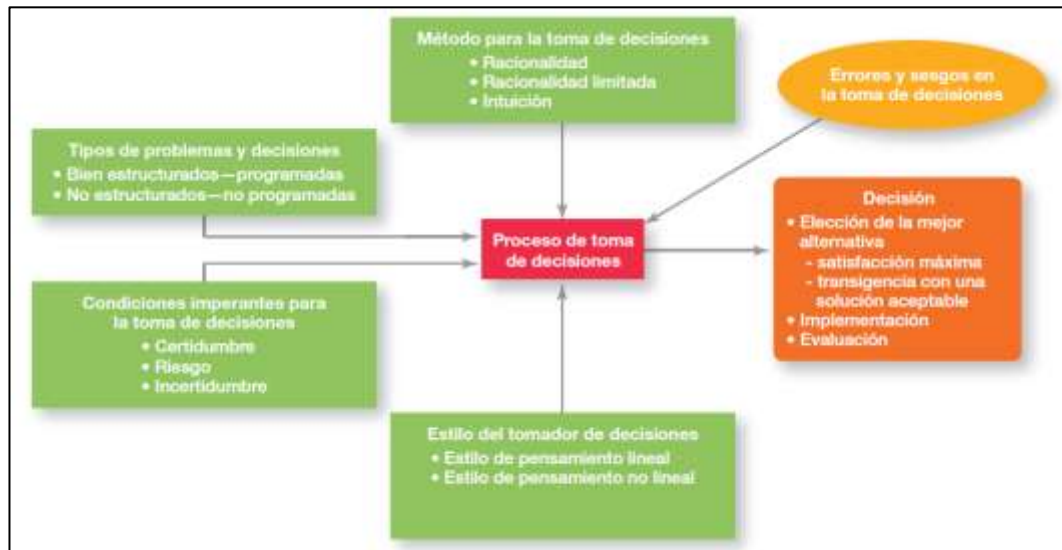 Método para la toma de decisiones
• Racionalidad
• Racionalidad limitada
• Intuición
Errores y sesgos en
la toma de decisiones
Tipos de problemas y decisiones
• Bien estructurados—programadas
• No estructurados—no programadas
Proceso de toma
de decisiones
Decisión
• Elección de la mejor
alternativa
- satisfacción máxima
- transigencia con una
solución aceptable
• Implementación
• Evaluación
Condiciones imperantes para
la toma de decisiones
• Certidumbre
• Riesgo
• Incertidumbre
Estilo del tomador de decisiones
• Estilo de pensamiento lineal
• Estilo de pensamiento no lineal